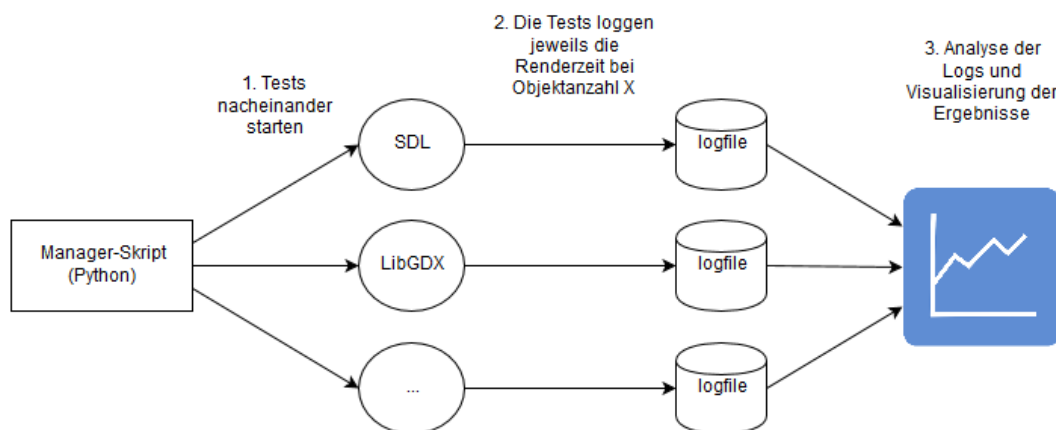 1. Tests
nacheinander
starten
2. Die Tests loggen
jeweils die
Renderzeit bei
Objektanzahl X
3. Analyse der
Logs und
Visualisierung der
Ergebnisse
Manager-Skript
(Python)
SDL
logfile
LibGDX
logfile
...
logfile